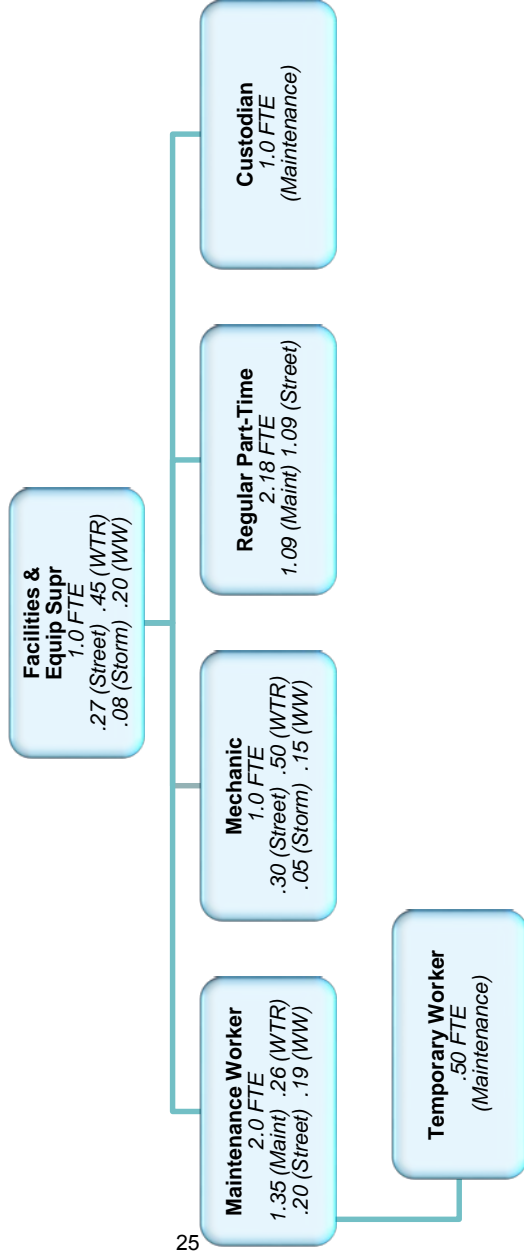 Facilities &
Equip Supr
1.0 FTE
.27 (Street) .45 (WTR)
.08 (Storm) .20 (WW)
Maintenance Worker
2.0 FTE
1.35 (Maint) .26 (WTR)
.20 (Street) .19 (WW)
Mechanic
1.0 FTE
.30 (Street) .50 (WTR)
.05 (Storm) .15 (WW)
Regular Part-Time
2.18 FTE
1.09 (Maint) 1.09 (Street)
Custodian
1.0 FTE
(Maintenance)
Temporary Worker
.50 FTE
(Maintenance)
25